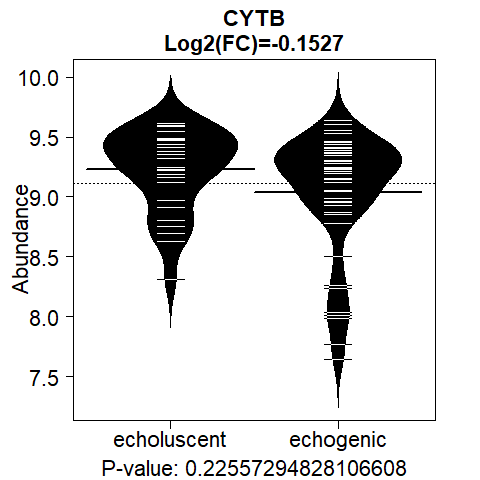 CYTB
Log2(FC)=-0.1527
Abundance
10.0
9.5
9.0
8.5
8.0
7.5
echoluscent
echogenic
P-value: 0.22557294828106608